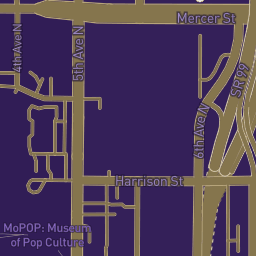 Mercer St
4th Ave N
5th Ave N
SR 99
6th Ave N
Harrison St
MoPOP: Museum
of Pop Culture